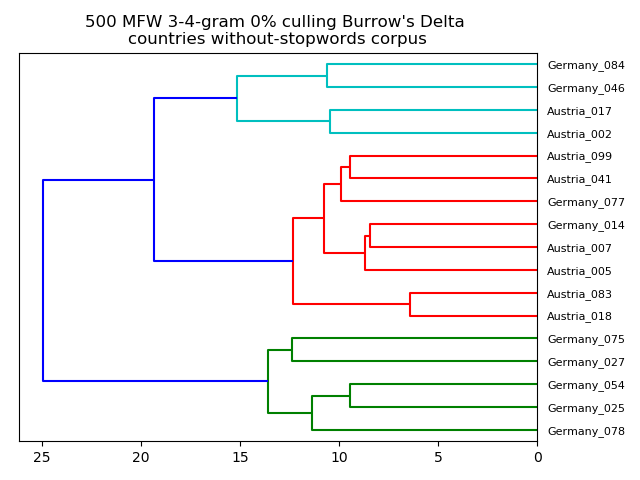 500 MFW 3-4-gram 0% culling Burrow's Delta
countries without-stopwords corpus
Germany_084
Germany_046
Austria_017
Austria_002
Austria_099
Austria_041
Germany_077
Germany_014
Austria_007
Austria_005
Austria_083
Austria_018
Germany_075
Germany_027
Germany_054
Germany_025
Germany_078
25 20 15 10 5 0